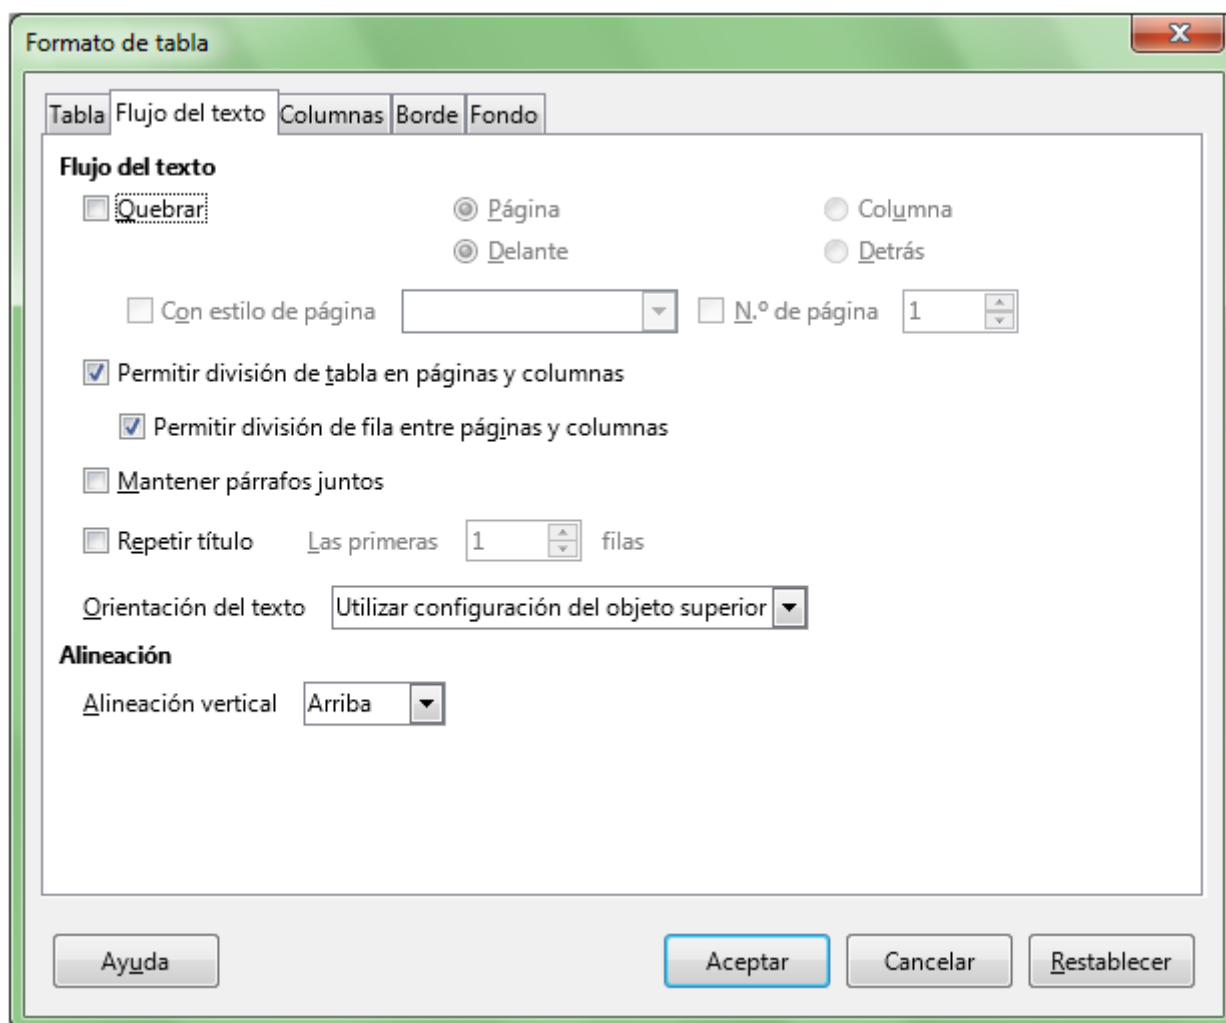 Formato de tabla
Tabla Flujo del texto Columnas Borde Fondo
Flujo del texto
Quebrar Página Columna
Delante Detrás
Con estilo de página N.º de página 1
Permitir división de tabla en páginas y columnas
Permitir división de fila entre páginas y columnas
Mantener párrafos juntos
Repetir título Las primeras 1 filas
Orientación del texto Utilizar configuración del objeto superior
Alineación
Alineación vertical Arriba
Ayuda Aceptar Cancelar Restablecer